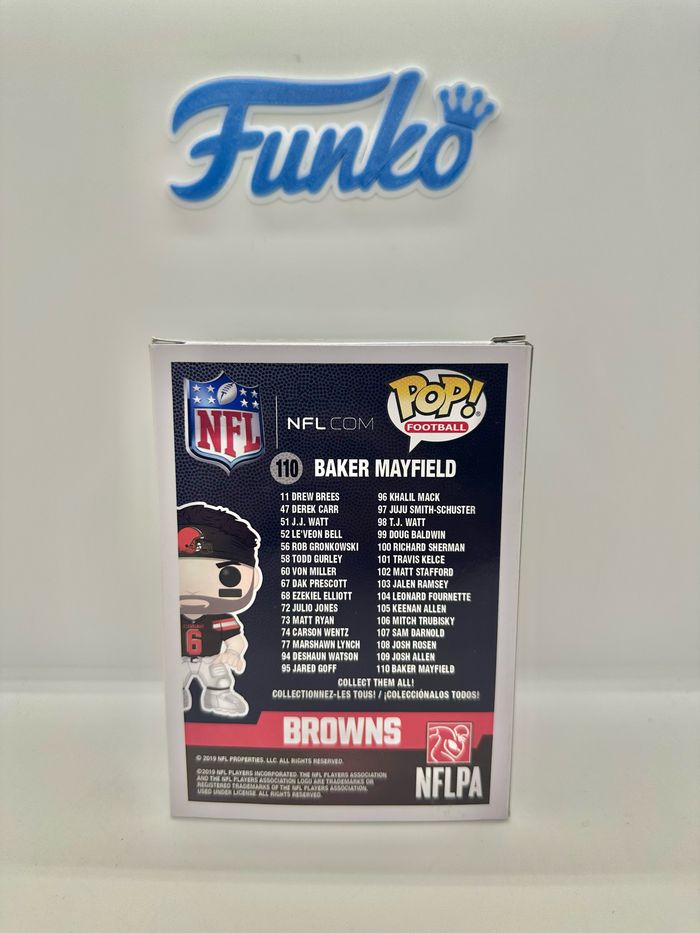 Funko
NFL
NFL.COM
POP!
FOOTBALL
110 BAKER MAYFIELD
11 DREW BREES
47 DEREK CARR
51 J.J. WATT
52 LE'VEON BELL
56 ROB GRONKOWSKI
58 TODD GURLEY
60 VON MILLER
67 DAK PRESCOTT
68 EZEKIEL ELLIOTT
72 JULIO JONES
73 MATT RYAN
74 CARSON WENTZ
77 MARSHAWN LYNCH
94 DESHAUN WATSON
95 JARED GOFF
96 KHALIL MACK
97 JUJU SMITH-SCHUSTER
98 T.J. WATT
99 DOUG BALDWIN
100 RICHARD SHERMAN
101 TRAVIS KELCE
102 MATT STAFFORD
103 JALEN RAMSEY
104 LEONARD FOURNETTE
105 KEENAN ALLEN
106 MITCH TRUBISKY
107 SAM DARNOLD
108 JOSH ROSEN
109 JOSH ALLEN
110 BAKER MAYFIELD
6
COLLECT THEM ALL!
COLLECTIONNEZ-LES TOUS! / ¡COLECCIÓNALOS TODOS!
BROWNS
© 2019 NFL PROPERTIES, LLC. ALL RIGHTS RESERVED.
©2019 NFL PLAYERS INCORPORATED. THE NFL PLAYERS ASSOCIATION
AND THE NFL PLAYERS ASSOCIATION LOGO ARE TRADEMARKS OR
REGISTERED TRADEMARKS OF THE NFL PLAYERS ASSOCIATION,
USED UNDER LICENSE. ALL RIGHTS RESERVED.
NFLPA